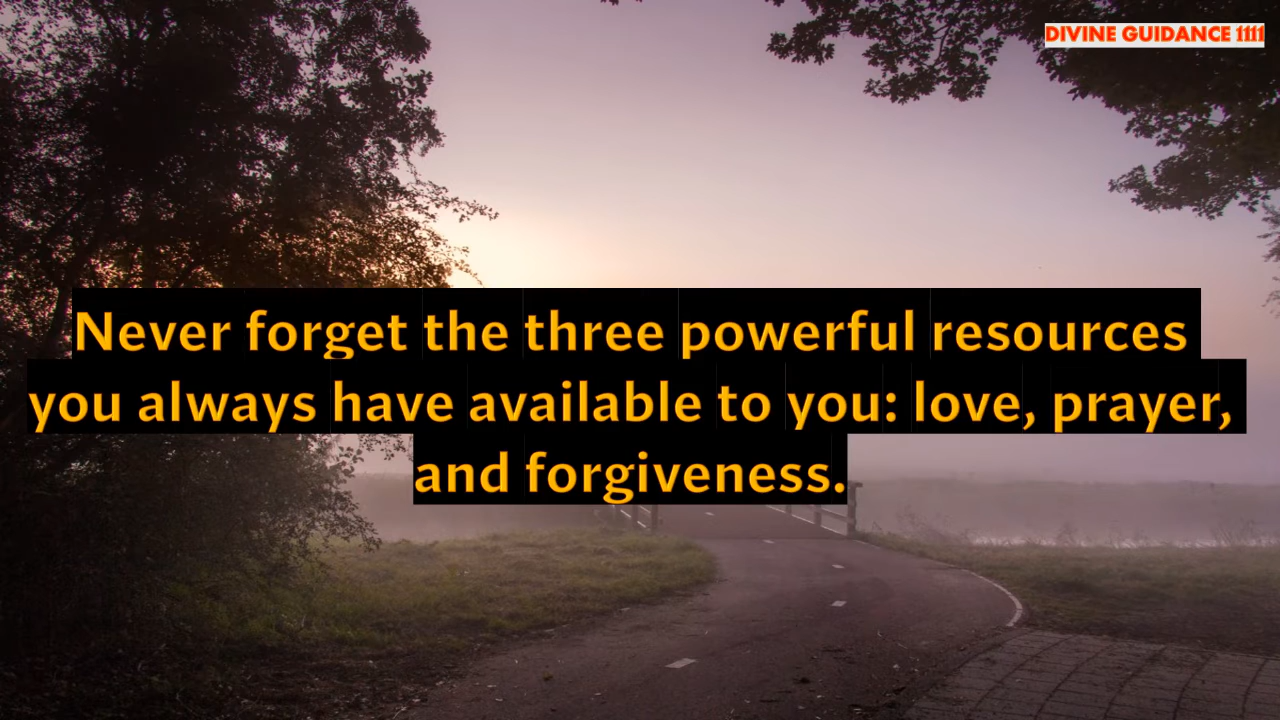 DIVINE GUIDANCE 1111
Never forget the three powerful resources
you always have available to you: love, prayer,
and forgiveness.